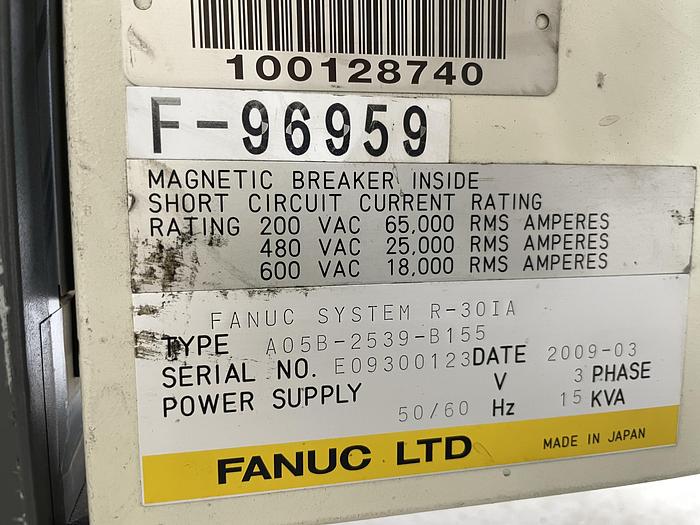 100128740
F-96959
MAGNETIC BREAKER INSIDE
SHORT CIRCUIT CURRENT RATING
RATING 200 VAC 65,000 RMS AMPERES
480 VAC 25,000 RMS AMPERES
600 VAC 18,000 RMS AMPERES
FANUC SYSTEM R-30IA
TYPE A05B-2539-B155
SERIAL NO. E09300123 DATE 2009-03
POWER SUPPLY V 3 PHASE
50/60 Hz 15 KVA
FANUC LTD MADE IN JAPAN